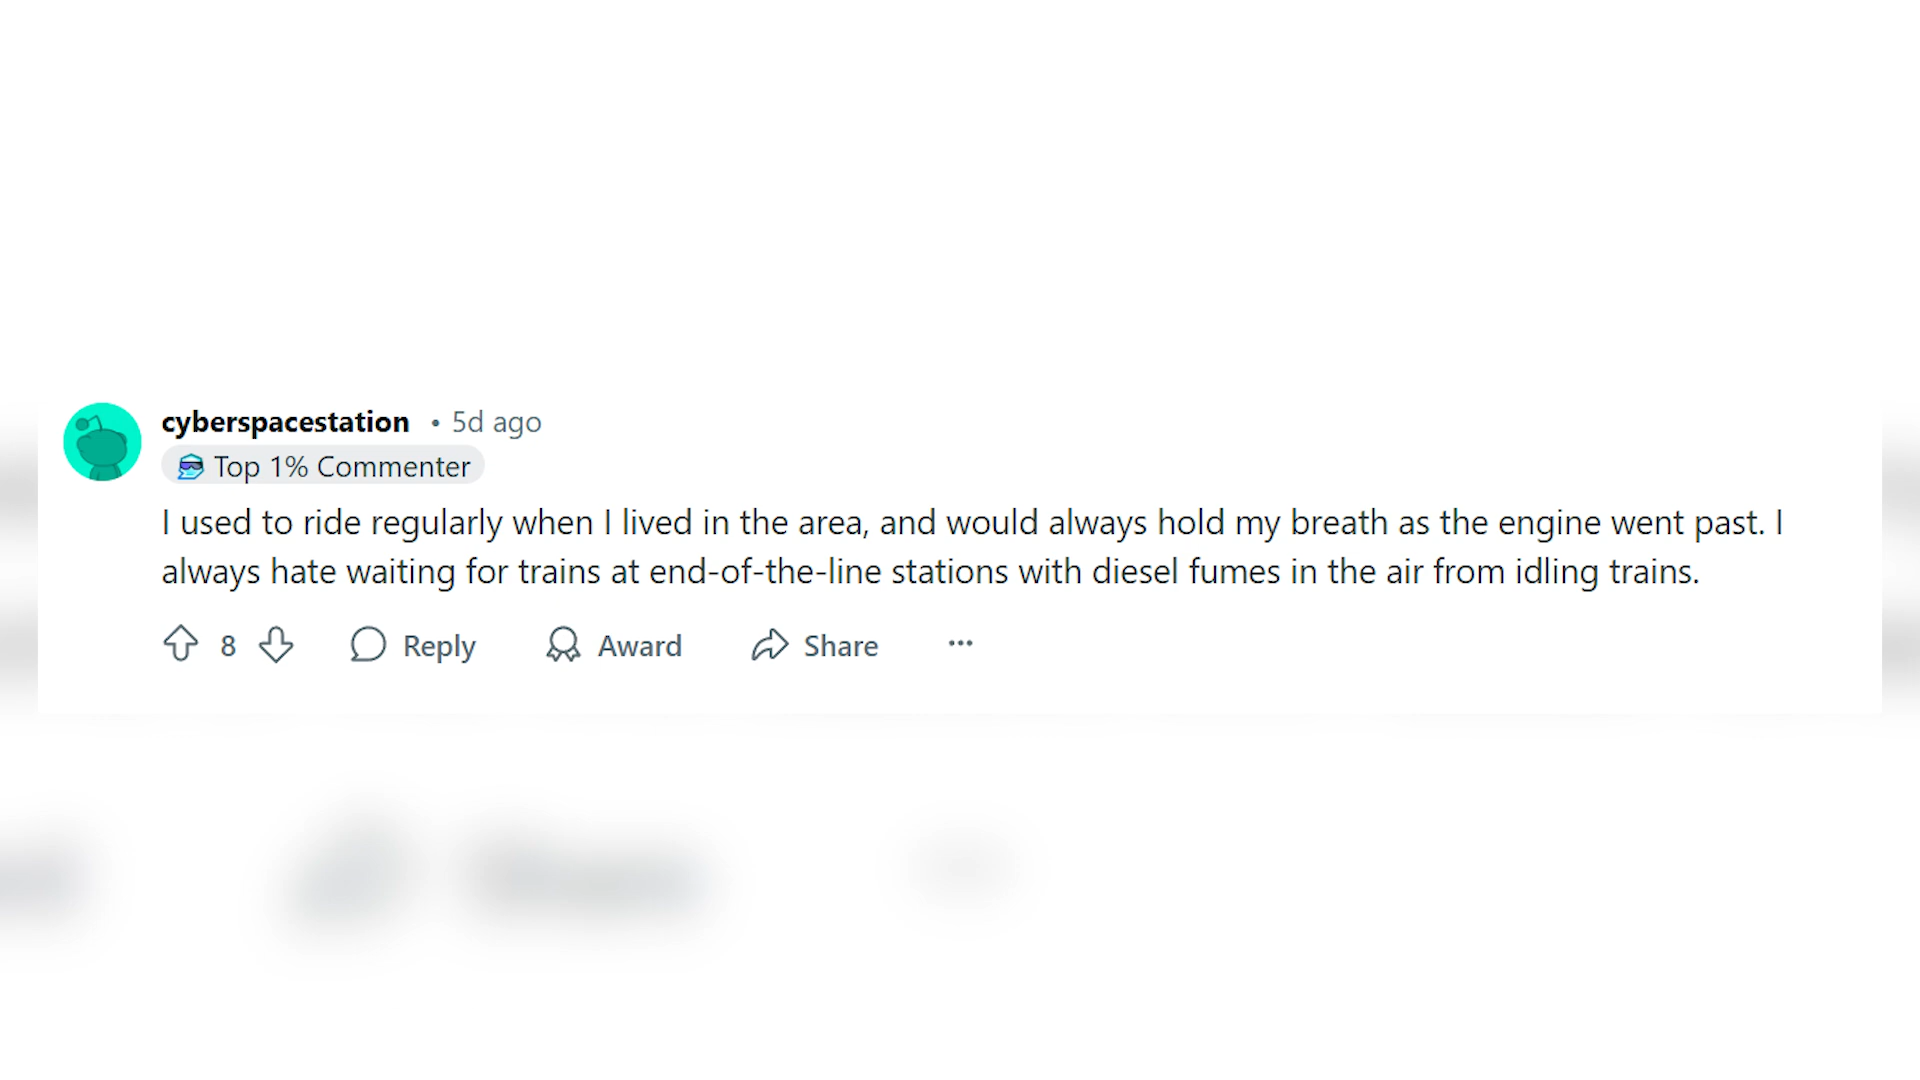 cyberspacestation • 5d ago
Top 1% Commenter
I used to ride regularly when I lived in the area, and would always hold my breath as the engine went past. I
always hate waiting for trains at end-of-the-line stations with diesel fumes in the air from idling trains.
8 Reply Award Share ...